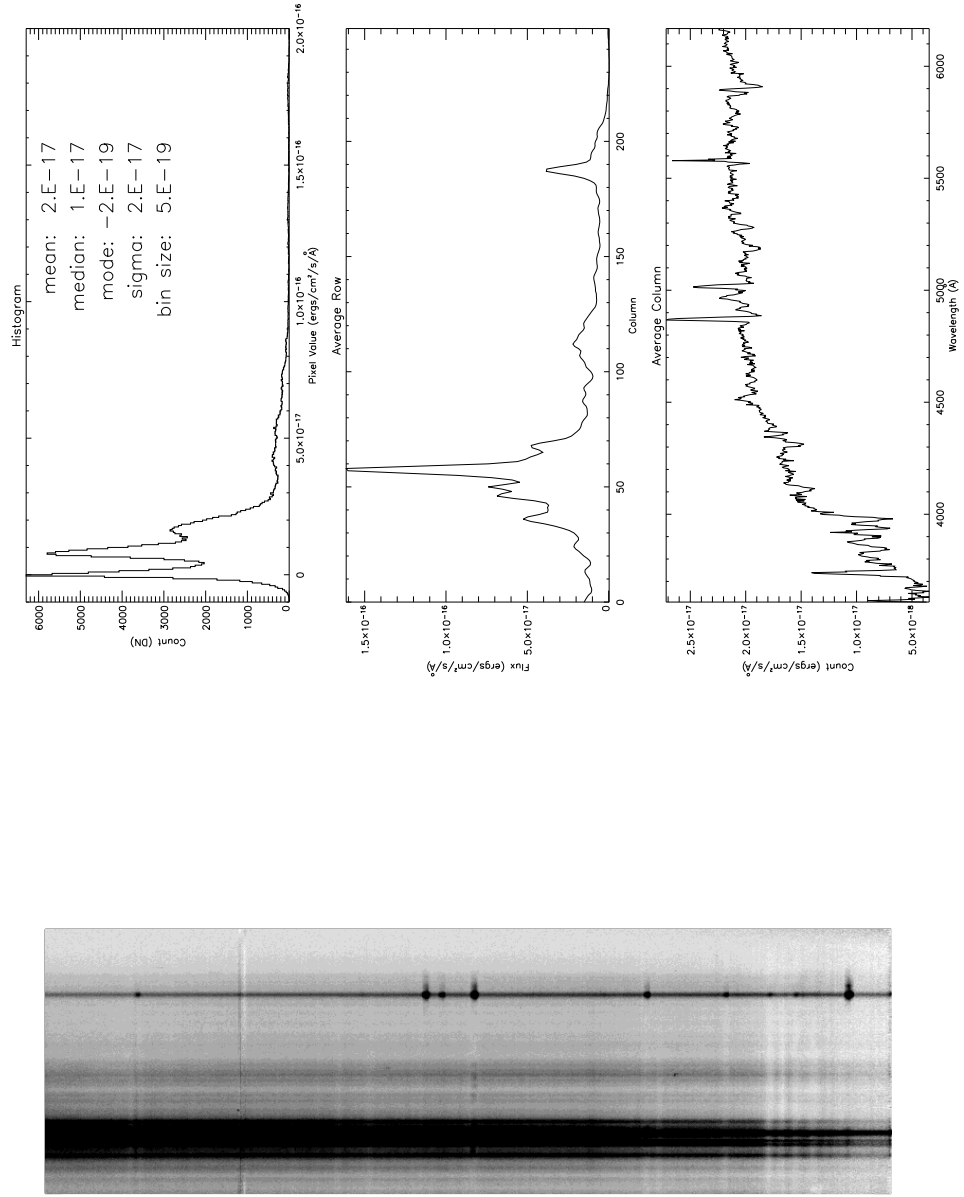 Histogram
mean: 2.E-17
median: 1.E-17
mode: -2.E-19
sigma: 2.E-17
bin size: 5.E-19
6000
5000
4000
3000
2000
1000
0
Count (DN)
0
5.0×10⁻¹⁷
1.0×10⁻¹⁶
1.5×10⁻¹⁶
2.0×10⁻¹⁶
Pixel Value (ergs/cm²/s/Å)
Average Row
1.5×10⁻¹⁶
1.0×10⁻¹⁶
5.0×10⁻¹⁷
0
Flux (ergs/cm²/s/Å)
0
50
100
150
200
Column
Average Column
2.5×10⁻¹⁷
2.0×10⁻¹⁷
1.5×10⁻¹⁷
1.0×10⁻¹⁷
5.0×10⁻¹⁸
Count (ergs/cm²/s/Å)
4000
4500
5000
5500
6000
Wavelength (Å)